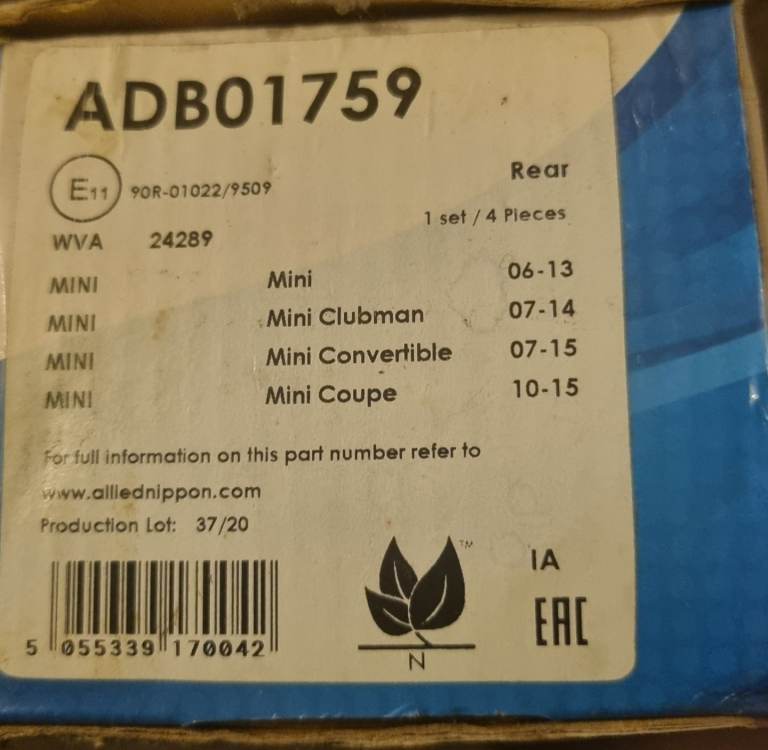 ADB01759
E11 90R-01022/9509
Rear
1 set / 4 Pieces
WVA 24289
MINI Mini 06-13
MINI Mini Clubman 07-14
MINI Mini Convertible 07-15
MINI Mini Coupe 10-15
For full information on this part number refer to
www.alliednippon.com
Production Lot: 37/20
TM
IA
EAC
N
5 055339 170042